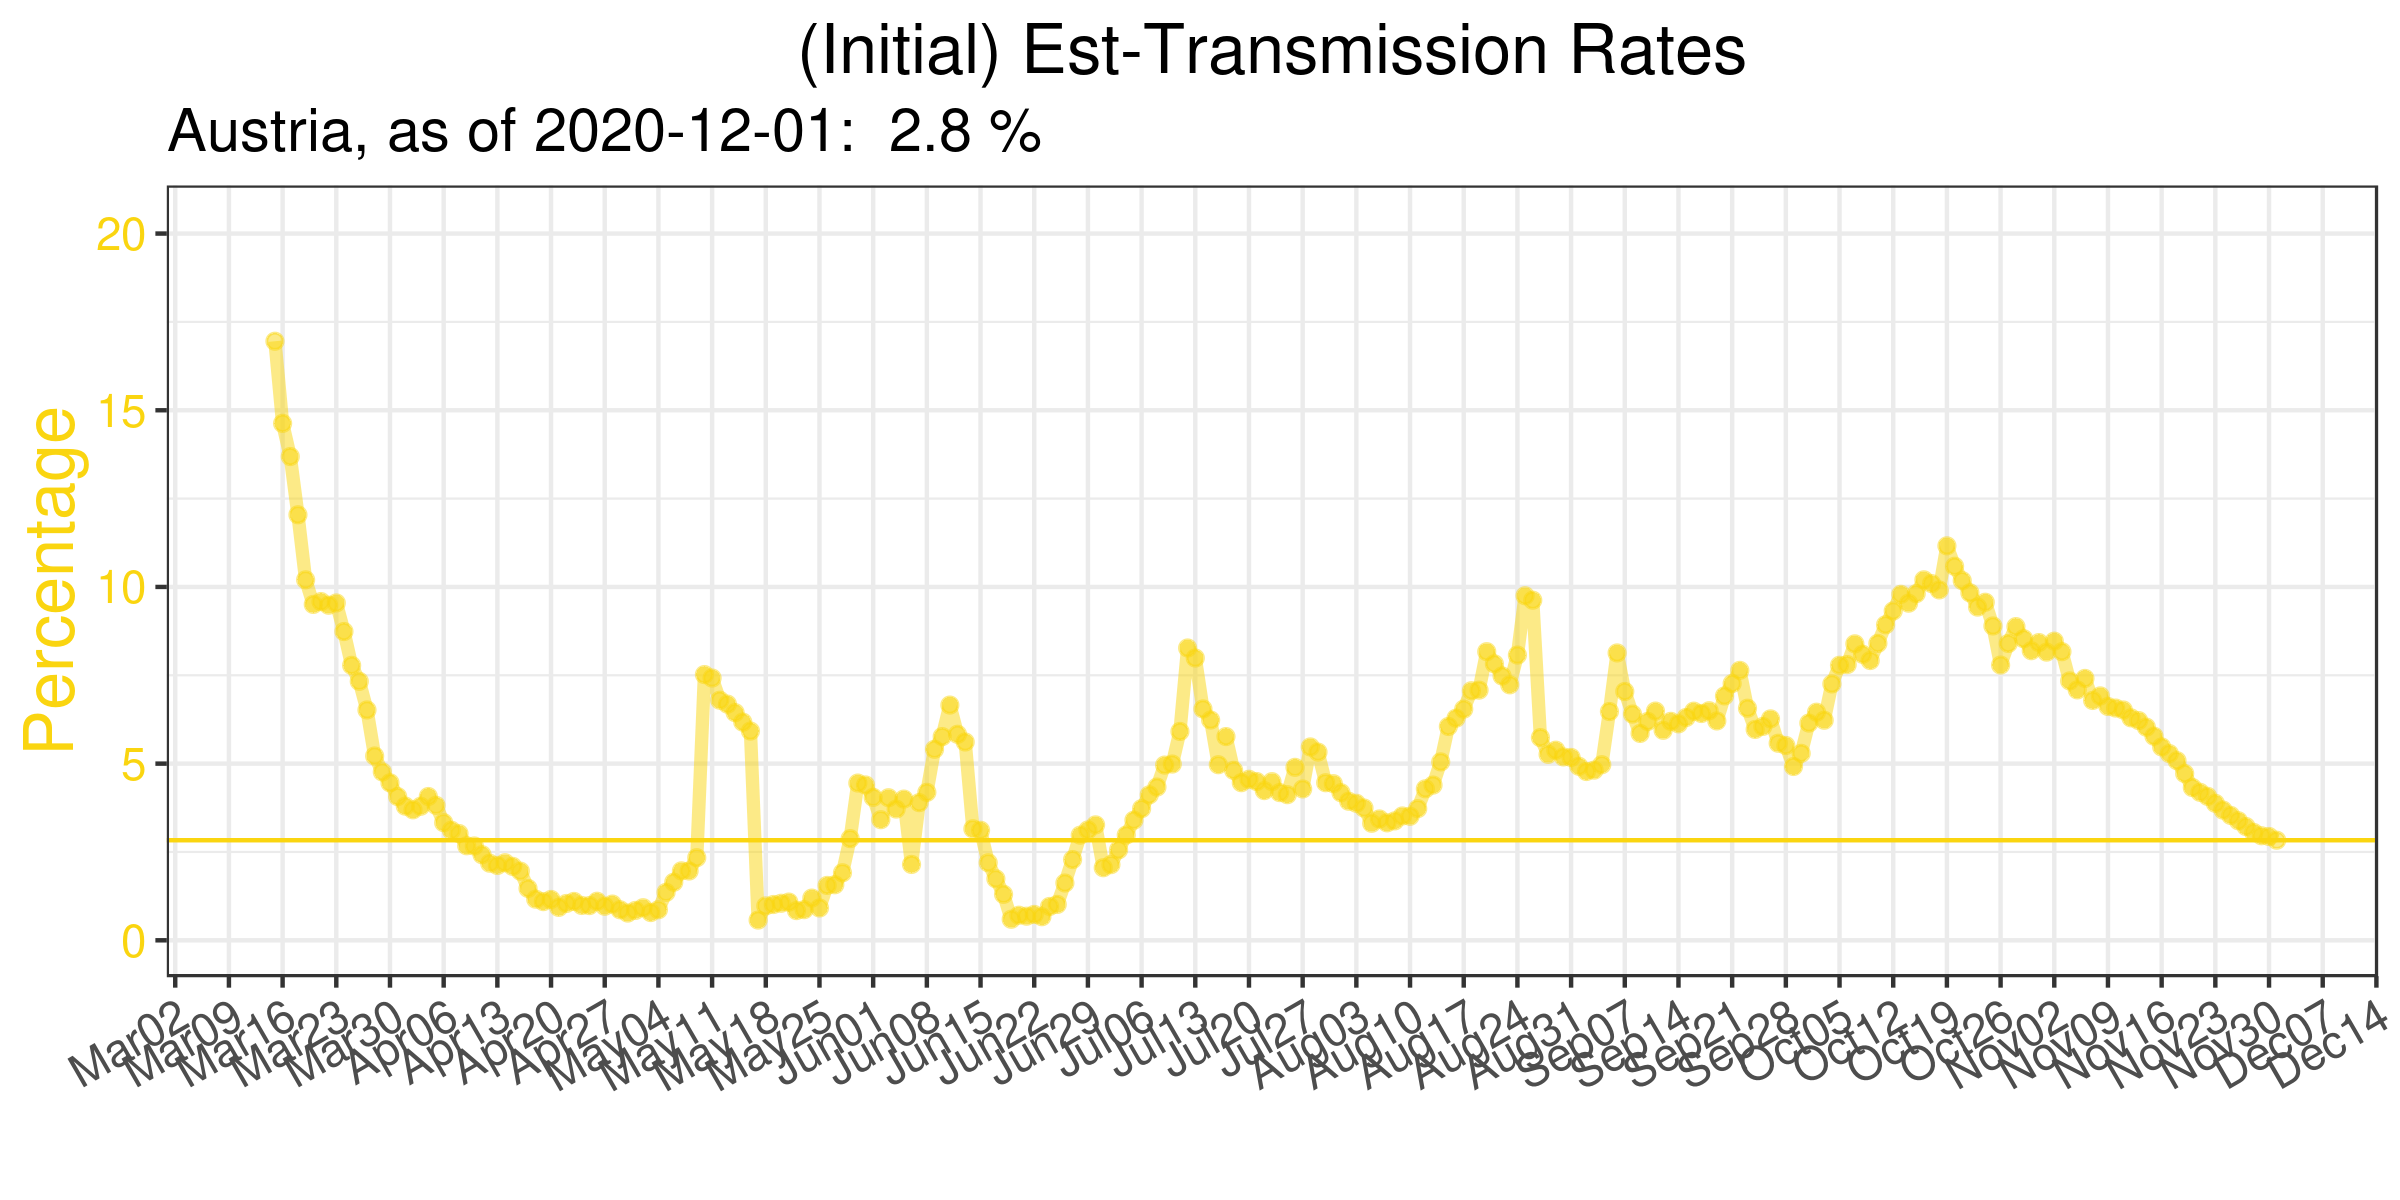 (Initial) Est-Transmission Rates
Austria, as of 2020-12-01:  2.8 %
Percentage
20
15
10
5
0
Mar02
Mar09
Mar16
Mar23
Mar30
Apr06
Apr13
Apr20
Apr27
May04
May11
May18
May25
Jun01
Jun08
Jun15
Jun22
Jun29
Jul06
Jul13
Jul20
Jul27
Aug03
Aug10
Aug17
Aug24
Aug31
Sep07
Sep14
Sep21
Sep28
Oct05
Oct12
Oct19
Oct26
Nov02
Nov09
Nov16
Nov23
Nov30
Dec07
Dec14